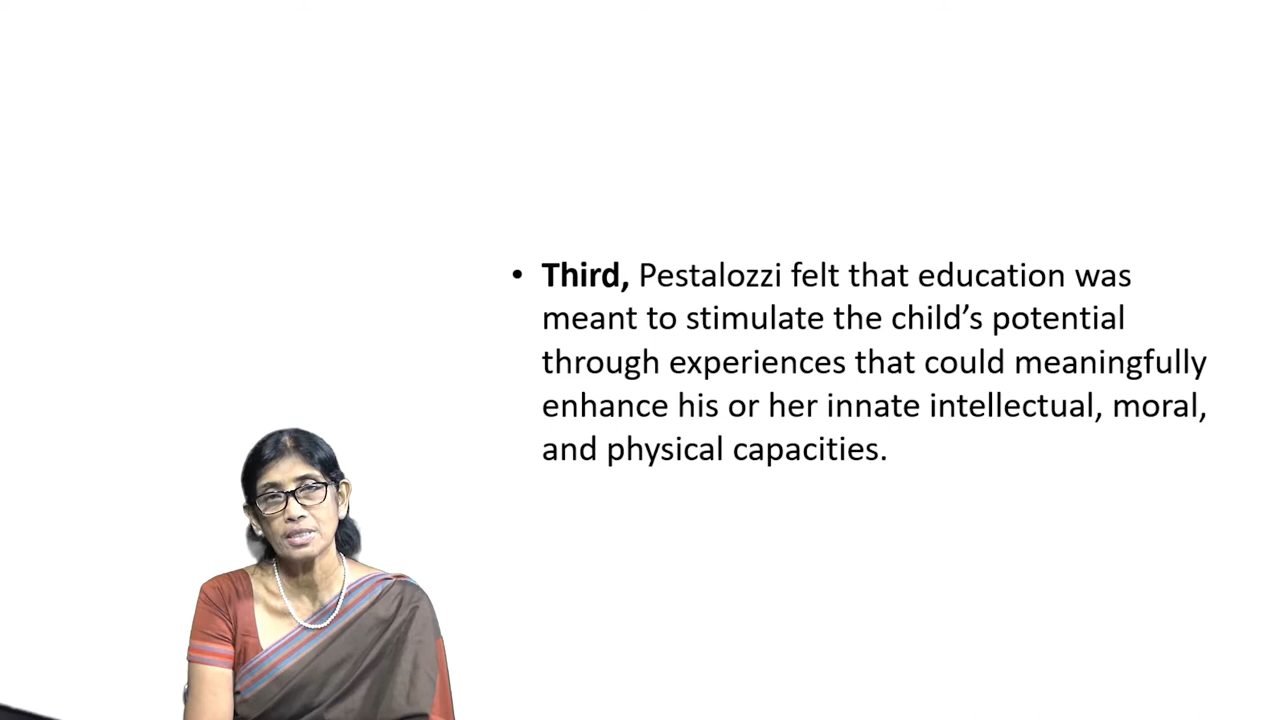 • Third, Pestalozzi felt that education was
meant to stimulate the child’s potential
through experiences that could meaningfully
enhance his or her innate intellectual, moral,
and physical capacities.